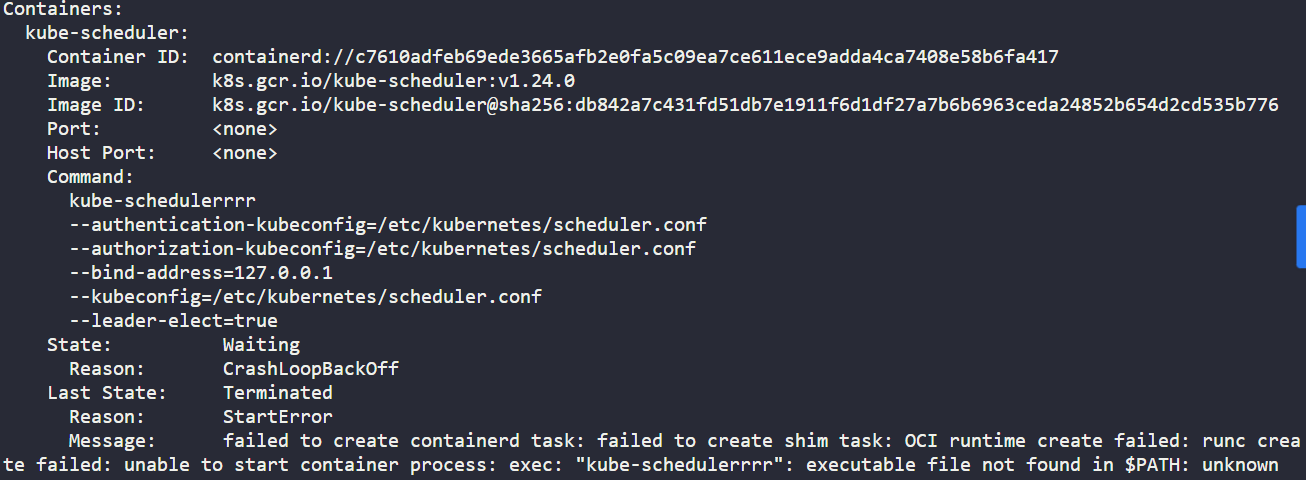 Containers:
kube-scheduler:
Container ID: containerd://c7610adfeb69ede3665afb2e0fa5c09ea7ce611ece9adda4ca7408e58b6fa417
Image: k8s.gcr.io/kube-scheduler:v1.24.0
Image ID: k8s.gcr.io/kube-scheduler@sha256:db842a7c431fd51db7e1911f6d1df27a7b6b6963ceda24852b654d2cd535b776
Port: <none>
Host Port: <none>
Command:
kube-schedulerrrr
--authentication-kubeconfig=/etc/kubernetes/scheduler.conf
--authorization-kubeconfig=/etc/kubernetes/scheduler.conf
--bind-address=127.0.0.1
--kubeconfig=/etc/kubernetes/scheduler.conf
--leader-elect=true
State: Waiting
Reason: CrashLoopBackOff
Last State: Terminated
Reason: StartError
Message: failed to create containerd task: failed to create shim task: OCI runtime create failed: runc crea
te failed: unable to start container process: exec: "kube-schedulerrrr": executable file not found in $PATH: unknown